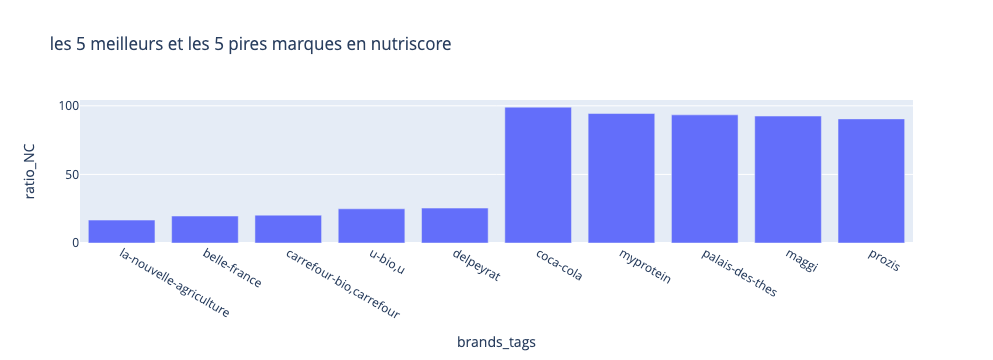 les 5 meilleurs et les 5 pires marques en nutriscore
ratio_NC
100
50
0
la-nouvelle-agriculture
belle-france
carrefour-bio,carrefour
u-bio,u
delpeyrat
coca-cola
myprotein
palais-des-thes
maggi
prozis
brands_tags